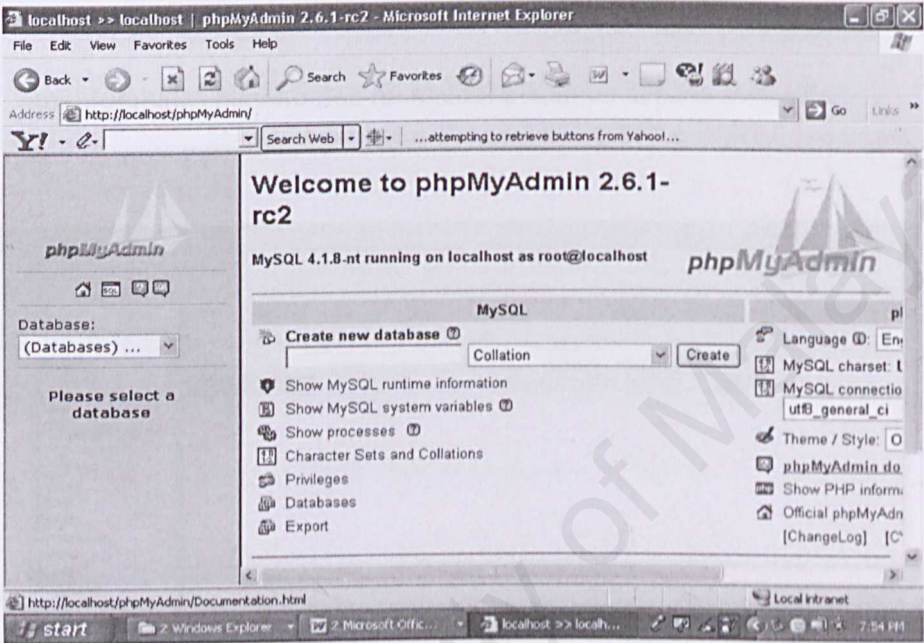 localhost >> localhost | phpMyAdmin 2.6.1-rc2 - Microsoft Internet Explorer
File Edit View Favorites Tools Help
Back Search Favorites
Address http://localhost/phpMyAdmin/ Go Links »
Y! Search Web ...attempting to retrieve buttons from Yahoo!...
phpMyAdmin
Database:
(Databases) ...
Please select a
database
Welcome to phpMyAdmin 2.6.1-
rc2
MySQL 4.1.8-nt running on localhost as root@localhost
phpMyAdmin
MySQL
Create new database
Collation Create
Show MySQL runtime information
Show MySQL system variables
Show processes
Character Sets and Collations
Privileges
Databases
Export
Language
MySQL charset:
MySQL
utf8_general_ci
Theme / Style:
phpMyAdmin
Show PHP
Official
[ChangeLog]
http://localhost/phpMyAdmin/Documentation.html Local intranet
start 2 Windows Explorer 2 Microsoft Offic... localhost >> localh... 7:54 PM